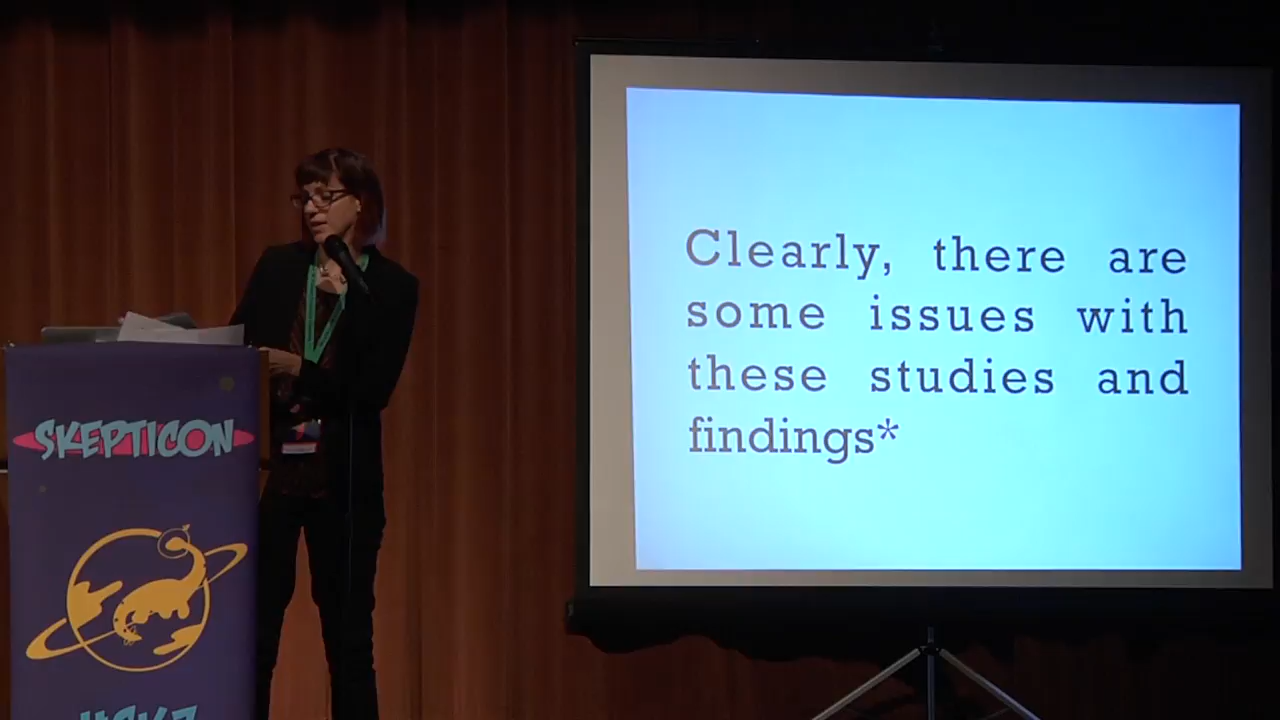 Clearly, there are
some issues with
these studies and
findings*
SKEPTICON